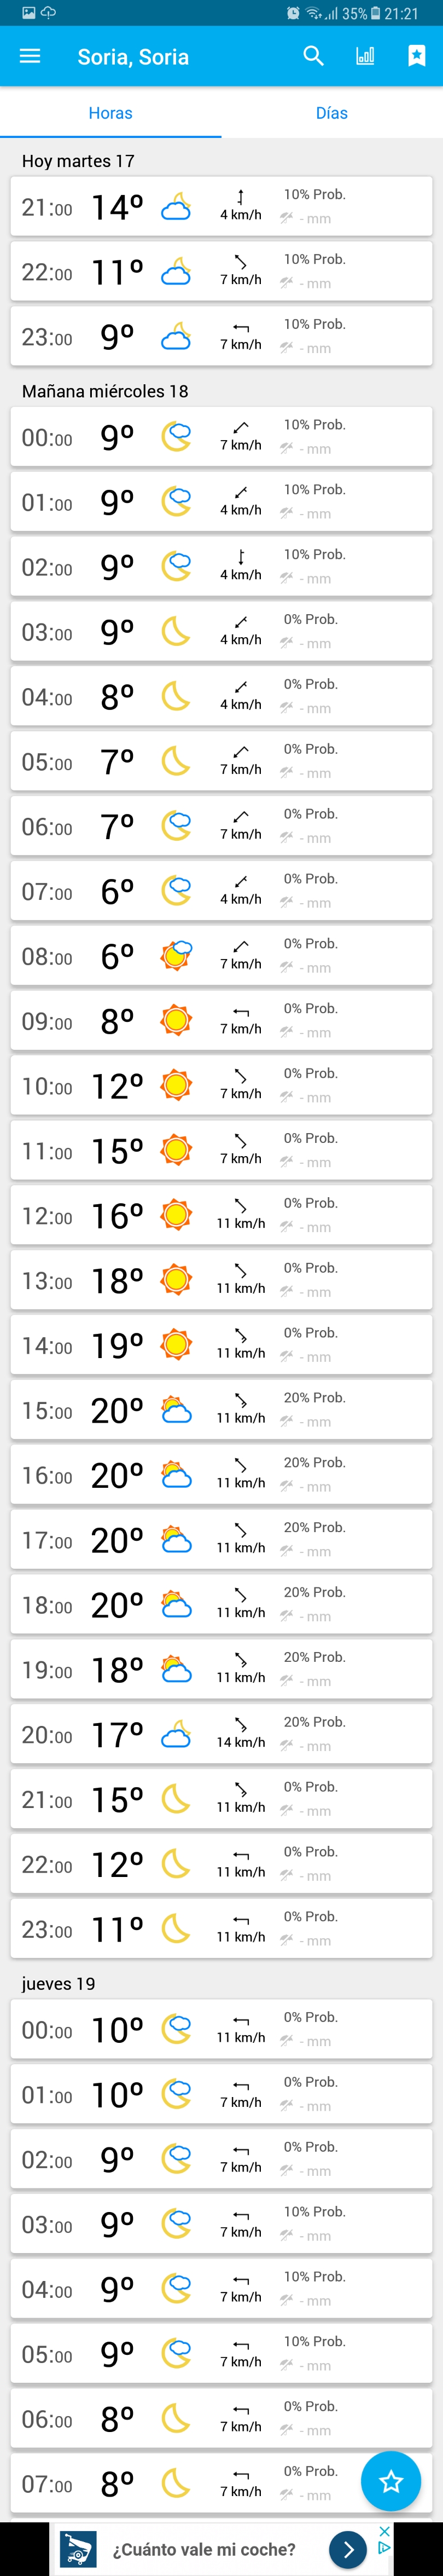 35% 21:21
Soria, Soria
Horas Días
Hoy martes 17
21:00 14º 4 km/h 10% Prob. - mm
22:00 11º 7 km/h 10% Prob. - mm
23:00 9º 7 km/h 10% Prob. - mm
Mañana miércoles 18
00:00 9º 7 km/h 10% Prob. - mm
01:00 9º 4 km/h 10% Prob. - mm
02:00 9º 4 km/h 10% Prob. - mm
03:00 9º 4 km/h 0% Prob. - mm
04:00 8º 4 km/h 0% Prob. - mm
05:00 7º 7 km/h 0% Prob. - mm
06:00 7º 7 km/h 0% Prob. - mm
07:00 6º 4 km/h 0% Prob. - mm
08:00 6º 7 km/h 0% Prob. - mm
09:00 8º 7 km/h 0% Prob. - mm
10:00 12º 7 km/h 0% Prob. - mm
11:00 15º 7 km/h 0% Prob. - mm
12:00 16º 11 km/h 0% Prob. - mm
13:00 18º 11 km/h 0% Prob. - mm
14:00 19º 11 km/h 0% Prob. - mm
15:00 20º 11 km/h 20% Prob. - mm
16:00 20º 11 km/h 20% Prob. - mm
17:00 20º 11 km/h 20% Prob. - mm
18:00 20º 11 km/h 20% Prob. - mm
19:00 18º 11 km/h 20% Prob. - mm
20:00 17º 14 km/h 20% Prob. - mm
21:00 15º 11 km/h 0% Prob. - mm
22:00 12º 11 km/h 0% Prob. - mm
23:00 11º 11 km/h 0% Prob. - mm
jueves 19
00:00 10º 11 km/h 0% Prob. - mm
01:00 10º 7 km/h 0% Prob. - mm
02:00 9º 7 km/h 0% Prob. - mm
03:00 9º 7 km/h 10% Prob. - mm
04:00 9º 7 km/h 10% Prob. - mm
05:00 9º 7 km/h 10% Prob. - mm
06:00 8º 7 km/h 0% Prob. - mm
07:00 8º 7 km/h 0% Prob. - mm
¿Cuánto vale mi coche?